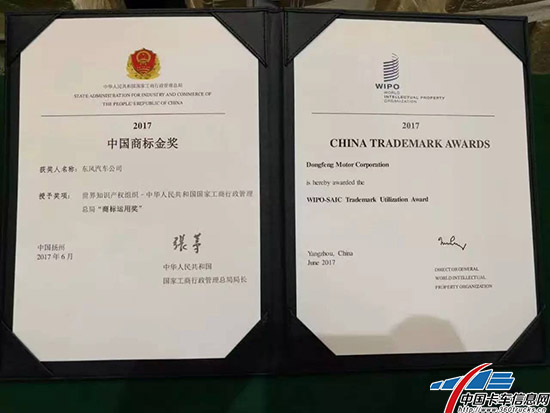 中华人民共和国国家工商行政管理总局
STATE ADMINISTRATION FOR INDUSTRY AND COMMERCE OF
THE PEOPLE'S REPUBLIC OF CHINA
2017
中国商标金奖
获奖人名称：东风汽车公司
授予奖项：世界知识产权组织－中华人民共和国国家工商行政管理
总局“商标运用奖”
中国扬州
2017 年 6 月
张茅
中华人民共和国
国家工商行政管理总局局长
WIPO
WORLD
INTELLECTUAL PROPERTY
ORGANIZATION
2017
CHINA TRADEMARK AWARDS
Dongfeng Motor Corporation
is hereby awarded the
WIPO-SAIC Trademark Utilization Award
Yangzhou, China
June 2017
DIRECTOR GENERAL
WORLD INTELLECTUAL
PROPERTY ORGANIZATION
中国卡车信息网
www.360trucks.cn